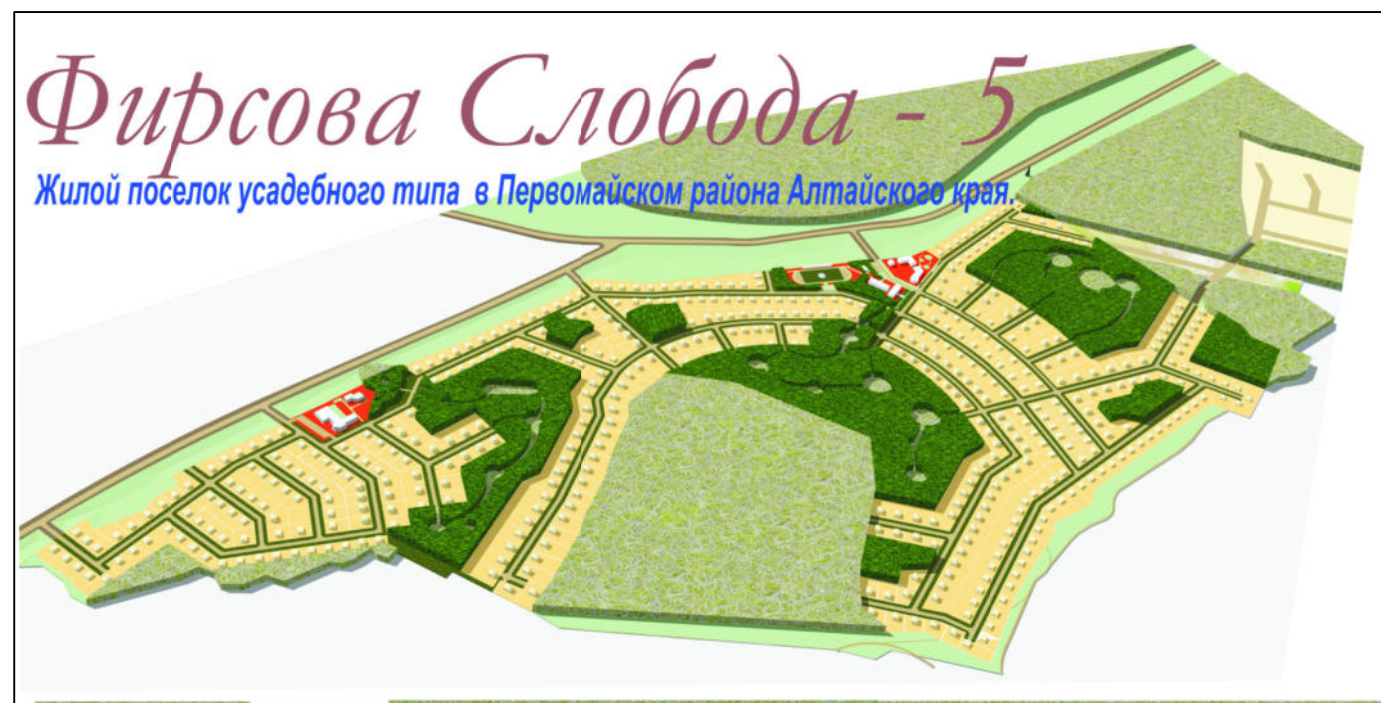 Фирсова Слобода - 5
Жилой поселок усадебного типа в Первомайском района Алтайского края.